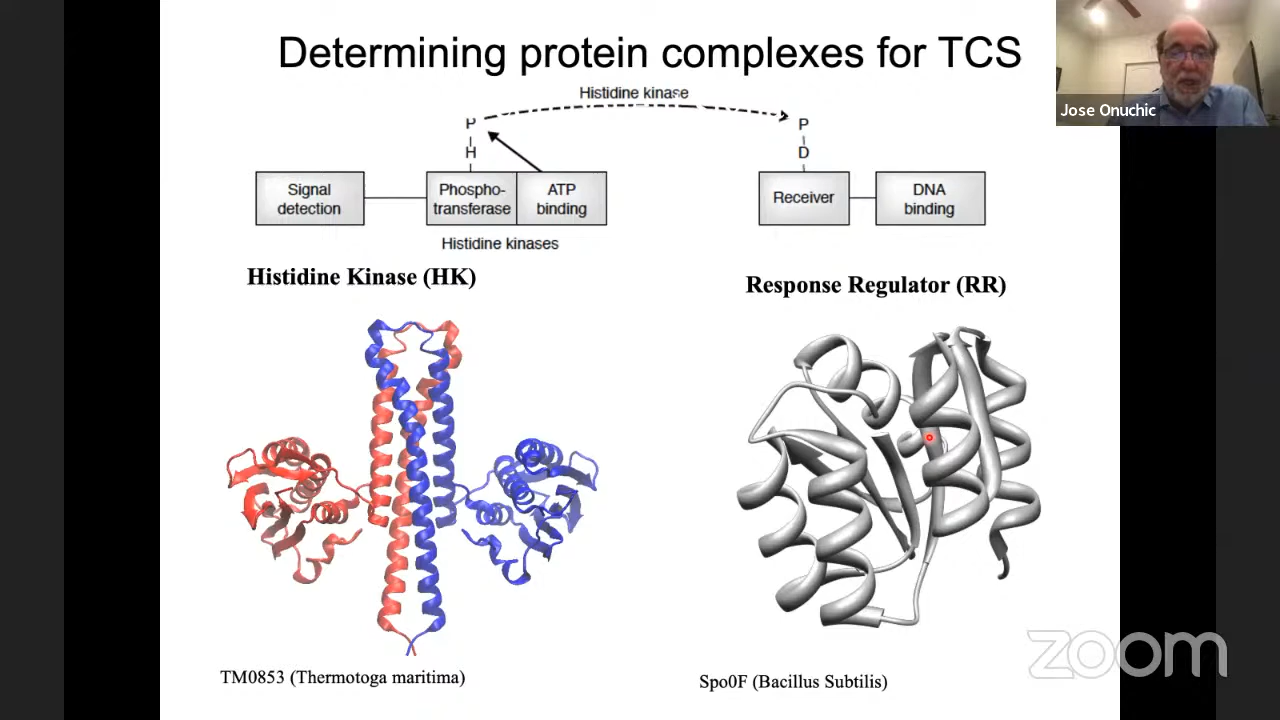 Determining protein complexes for TCS
Jose Onuchic
Histidine kinase
P
P
H
D
Signal
detection
Phospho-
transferase
ATP
binding
Receiver
DNA
binding
Histidine kinases
Histidine Kinase (HK)
Response Regulator (RR)
TM0853 (Thermotoga maritima)
Spo0F (Bacillus Subtilis)
zoom